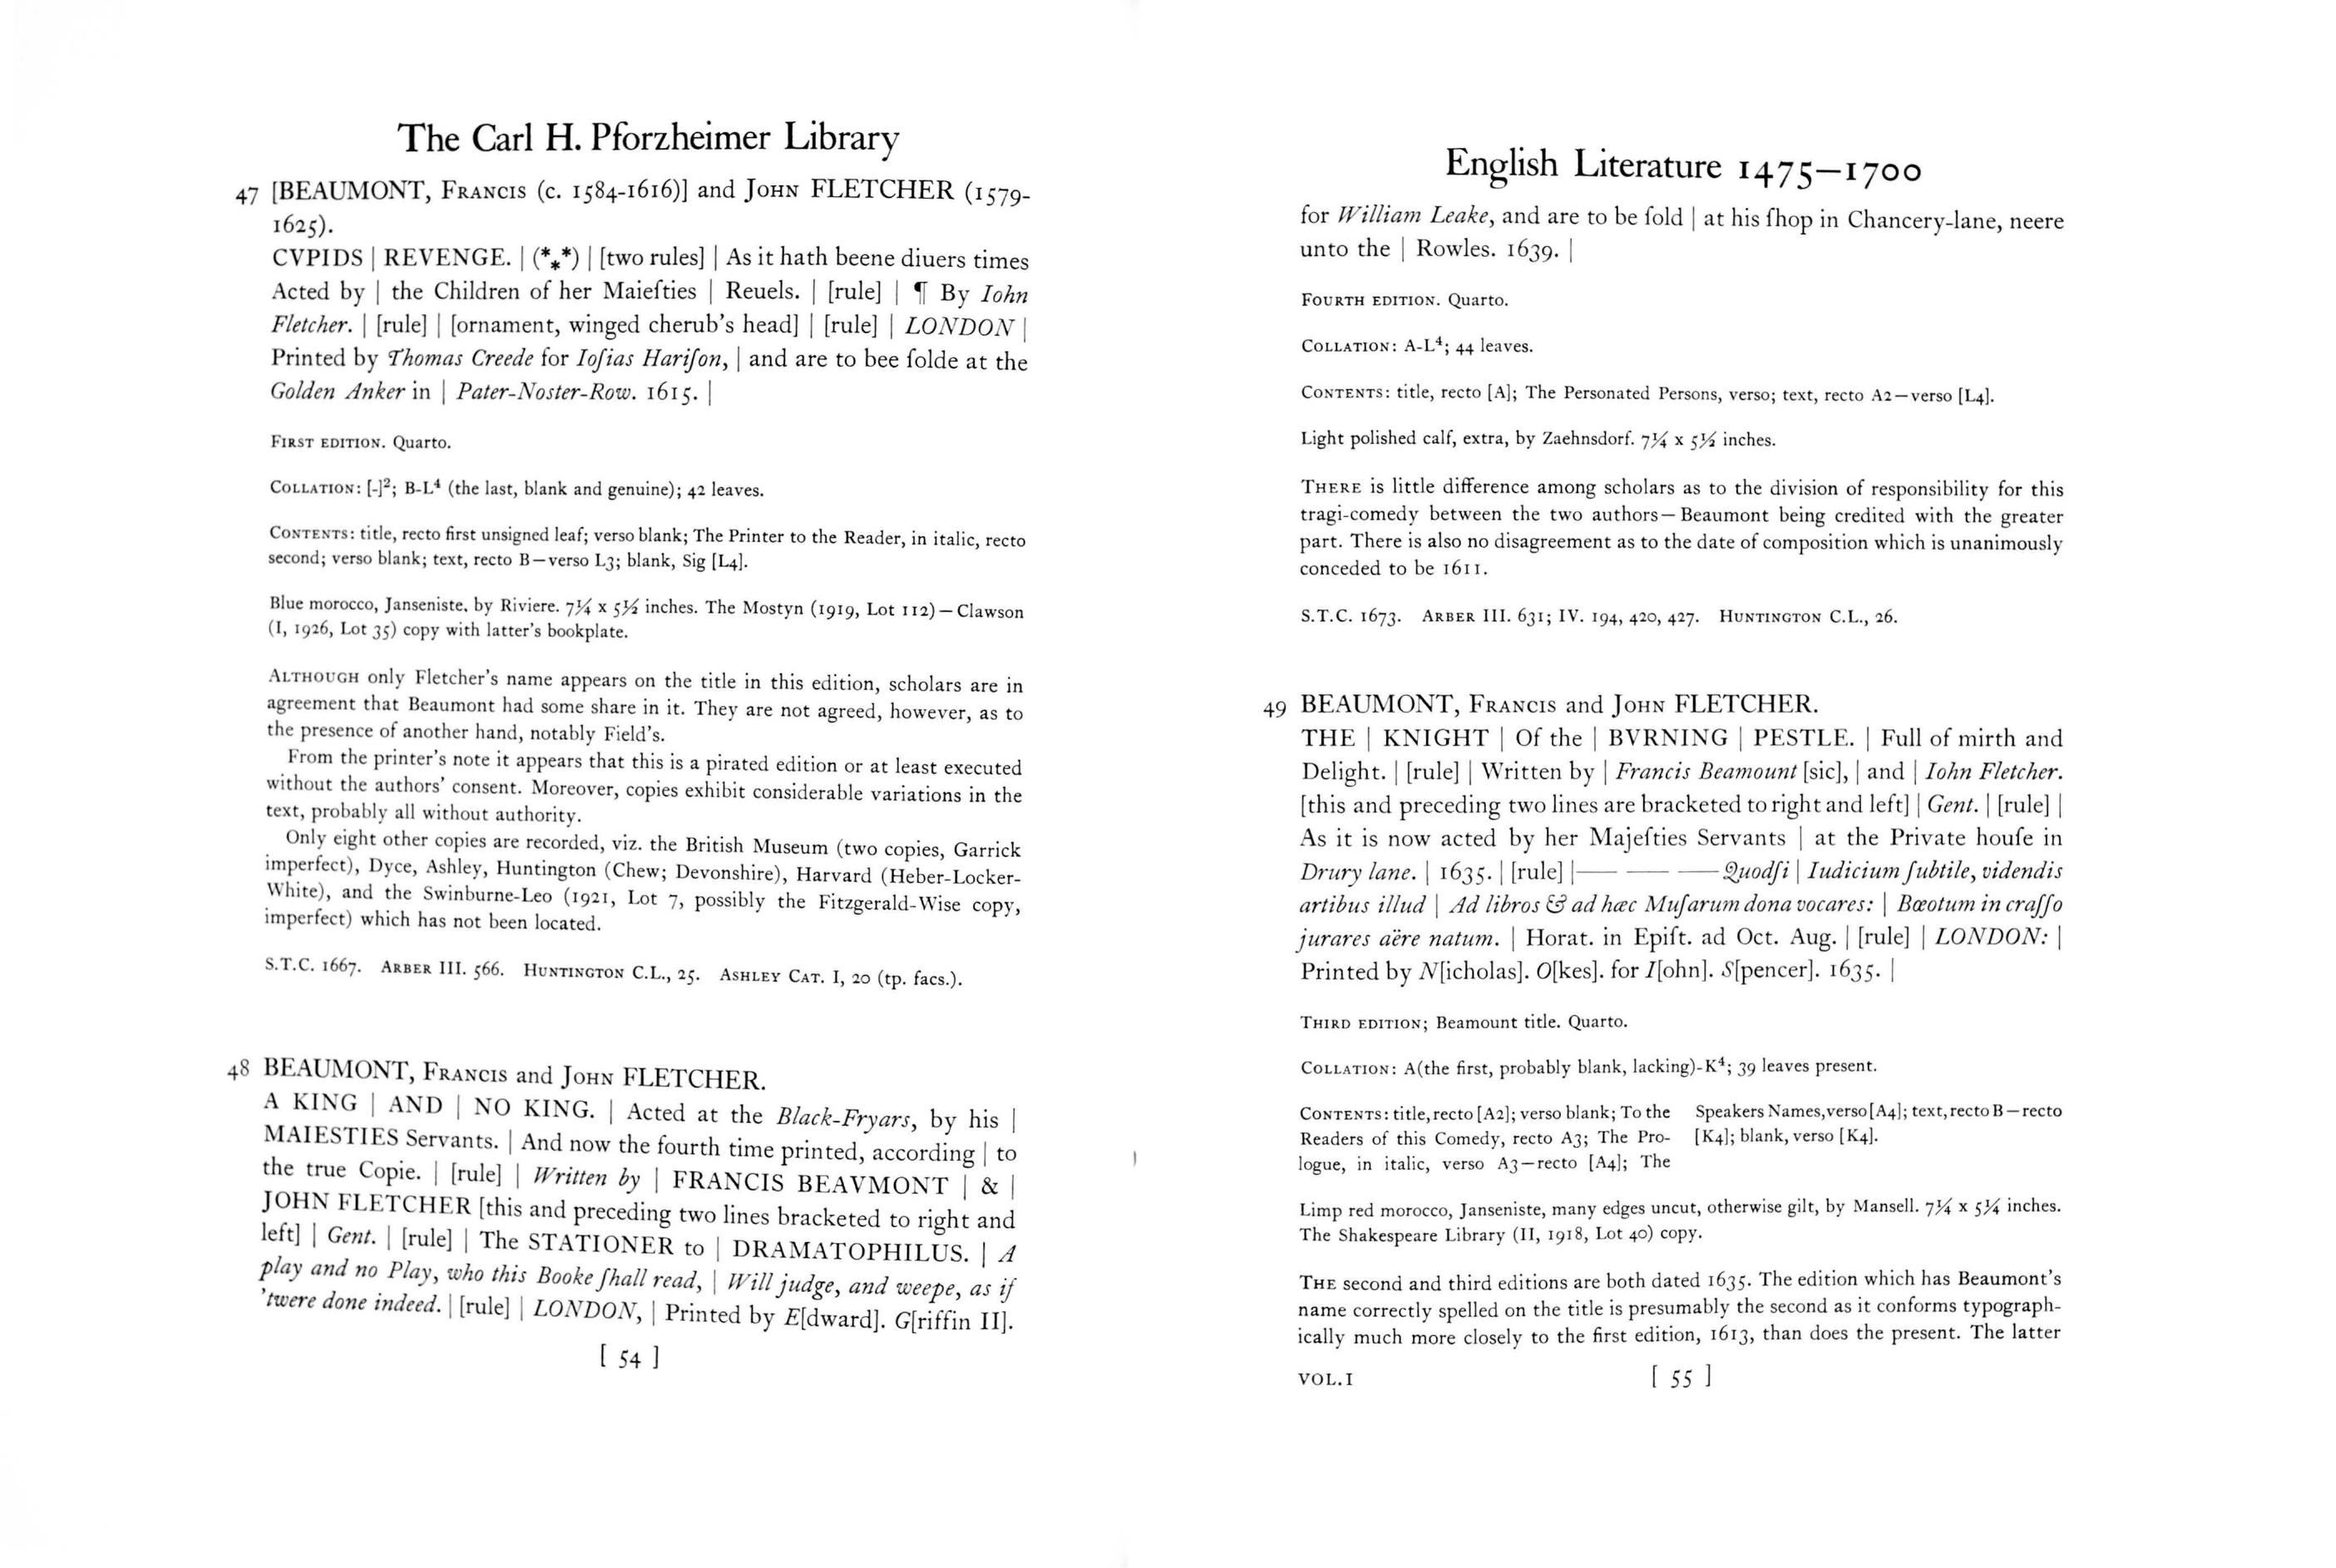 The Carl H. Pforzheimer Library
47 [BEAUMONT, Francis (c. 1584-1616)] and John FLETCHER (1579-
1625).
CVPIDS | REVENGE. | (*⁎*) | [two rules] | As it hath beene diuers times
Acted by | the Children of her Maieſties | Reuels. | [rule] | ¶ By Iohn
Fletcher. | [rule] | [ornament, winged cherub's head] | [rule] | LONDON |
Printed by Thomas Creede for Ioſias Hariſon, | and are to bee ſolde at the
Golden Anker in | Pater-Noster-Row. 1615. |
First edition. Quarto.
Collation: [-]²; B-L⁴ (the last, blank and genuine); 42 leaves.
Contents: title, recto first unsigned leaf; verso blank; The Printer to the Reader, in italic, recto
second; verso blank; text, recto B—verso L3; blank, Sig [L4].
Blue morocco, Janseniste, by Riviere. 7¼ x 5½ inches. The Mostyn (1919, Lot 112)—Clawson
(I, 1926, Lot 35) copy with latter's bookplate.
Although only Fletcher's name appears on the title in this edition, scholars are in
agreement that Beaumont had some share in it. They are not agreed, however, as to
the presence of another hand, notably Field's.
From the printer's note it appears that this is a pirated edition or at least executed
without the authors' consent. Moreover, copies exhibit considerable variations in the
text, probably all without authority.
Only eight other copies are recorded, viz. the British Museum (two copies, Garrick
imperfect), Dyce, Ashley, Huntington (Chew; Devonshire), Harvard (Heber-Locker-
White), and the Swinburne-Leo (1921, Lot 7, possibly the Fitzgerald-Wise copy,
imperfect) which has not been located.
S.T.C. 1667. Arber III. 566. Huntington C.L., 25. Ashley Cat. I, 20 (tp. facs.).
48 BEAUMONT, Francis and John FLETCHER.
A KING | AND | NO KING. | Acted at the Black-Fryars, by his |
MAIESTIES Servants. | And now the fourth time printed, according | to
the true Copie. | [rule] | Written by | FRANCIS BEAVMONT | & |
JOHN FLETCHER [this and preceding two lines bracketed to right and
left] | Gent. | [rule] | The STATIONER to | DRAMATOPHILUS. | A
play and no Play, who this Booke ſhall read, | Will judge, and weepe, as if
'twere done indeed. | [rule] | LONDON, | Printed by E[dward]. G[riffin II].
[ 54 ]
English Literature 1475—1700
for William Leake, and are to be ſold | at his ſhop in Chancery-lane, neere
unto the | Rowles. 1639. |
Fourth edition. Quarto.
Collation: A-L⁴; 44 leaves.
Contents: title, recto [A]; The Personated Persons, verso; text, recto A2—verso [L4].
Light polished calf, extra, by Zaehnsdorf. 7¼ x 5½ inches.
There is little difference among scholars as to the division of responsibility for this
tragi-comedy between the two authors—Beaumont being credited with the greater
part. There is also no disagreement as to the date of composition which is unanimously
conceded to be 1611.
S.T.C. 1673. Arber III. 631; IV. 194, 420, 427. Huntington C.L., 26.
49 BEAUMONT, Francis and John FLETCHER.
THE | KNIGHT | Of the | BVRNING | PESTLE. | Full of mirth and
Delight. | [rule] | Written by | Francis Beamount [sic], | and | Iohn Fletcher.
[this and preceding two lines are bracketed to right and left] | Gent. | [rule] |
As it is now acted by her Majeſties Servants | at the Private houſe in
Drury lane. | 1635. | [rule] |—— —— ——Quodſi | Iudicium ſubtile, videndis
artibus illud | Ad libros & ad hæc Muſarum dona vocares: | Bœotum in craſſo
jurares aëre natum. | Horat. in Epiſt. ad Oct. Aug. | [rule] | LONDON: |
Printed by N[icholas]. O[kes]. for I[ohn]. S[pencer]. 1635. |
Third edition; Beamount title. Quarto.
Collation: A(the first, probably blank, lacking)-K⁴; 39 leaves present.
Contents: title, recto [A2]; verso blank; To the
Readers of this Comedy, recto A3; The Pro-
logue, in italic, verso A3—recto [A4]; The
Speakers Names, verso [A4]; text, recto B—recto
[K4]; blank, verso [K4].
Limp red morocco, Janseniste, many edges uncut, otherwise gilt, by Mansell. 7¼ x 5¼ inches.
The Shakespeare Library (II, 1918, Lot 40) copy.
The second and third editions are both dated 1635. The edition which has Beaumont's
name correctly spelled on the title is presumably the second as it conforms typograph-
ically much more closely to the first edition, 1613, than does the present. The latter
VOL.I
[ 55 ]